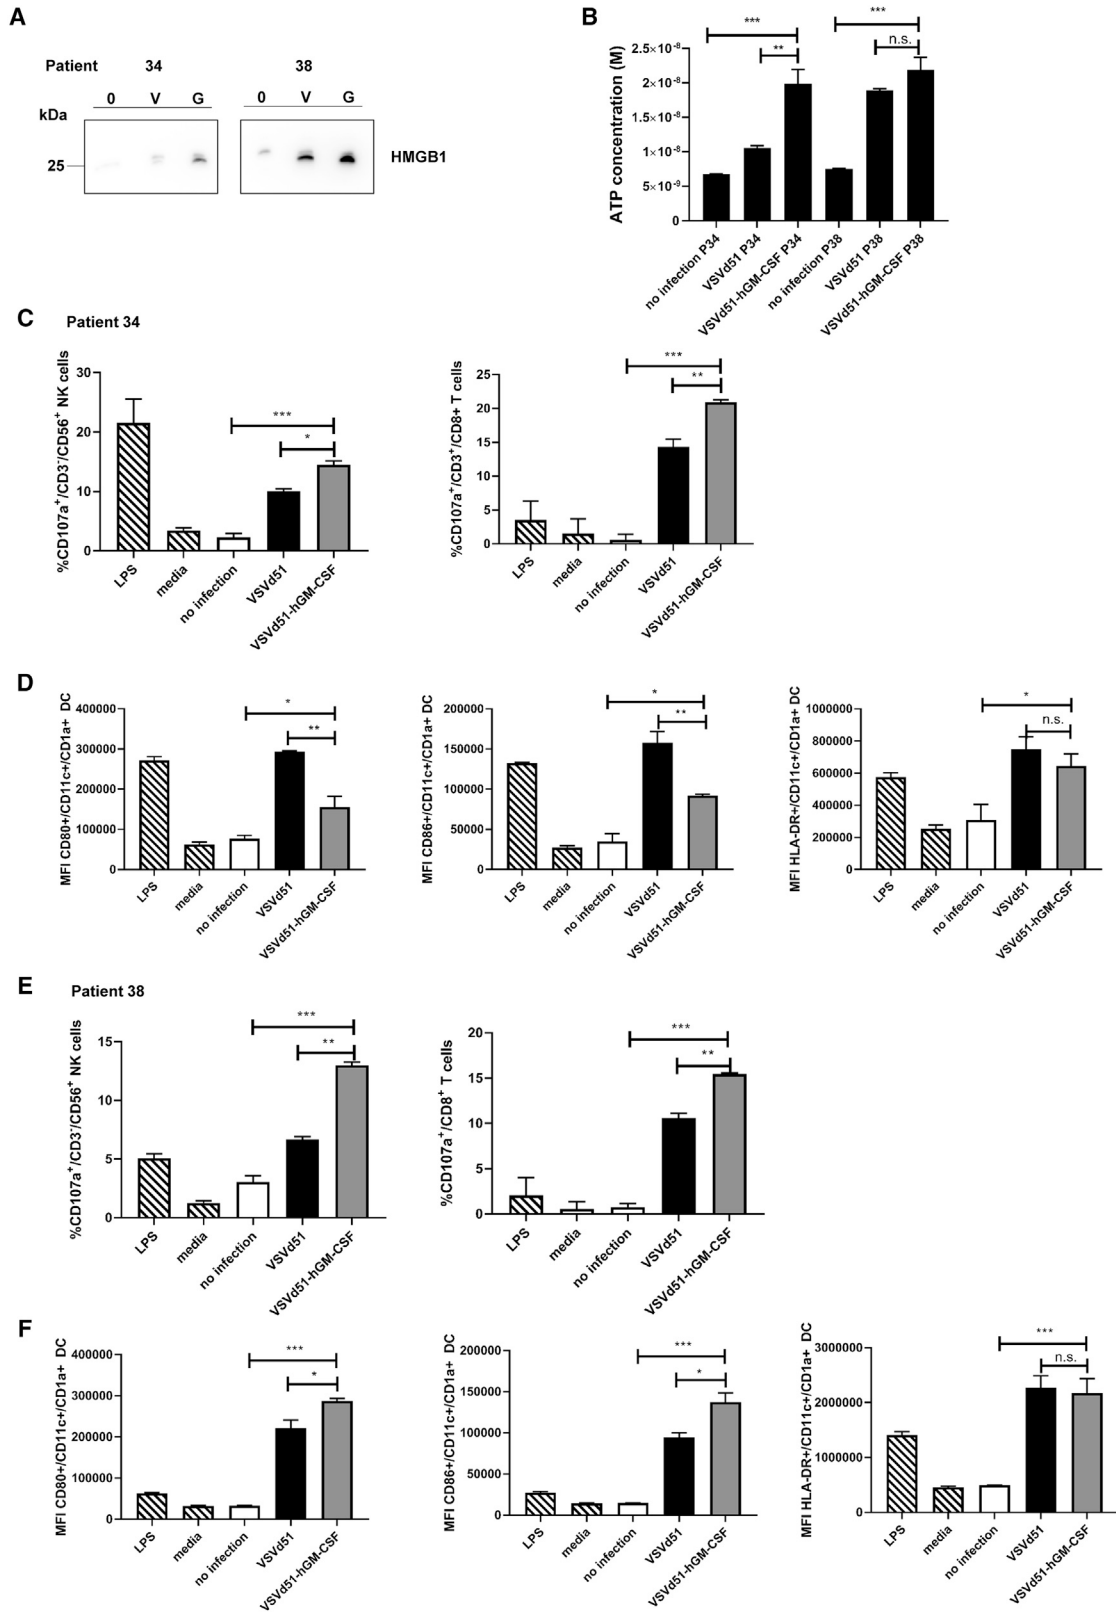 A
Patient 34 38
0 V G 0 V G
kDa
25
HMGB1
B
ATP concentration (M)
2.5×10⁻⁸
2×10⁻⁸
1.5×10⁻⁸
1×10⁻⁸
5×10⁻⁹
0
***
**
***
n.s.
no infection P34
VSVd51 P34
VSVd51-hGM-CSF P34
no infection P38
VSVd51 P38
VSVd51-hGM-CSF P38
C
Patient 34
%CD107a⁺/CD3⁻/CD56⁺ NK cells
30
20
10
0
***
*
LPS
media
no infection
VSVd51
VSVd51-hGM-CSF
%CD107a⁺/CD3⁺/CD8+ T cells
25
20
15
10
5
0
***
**
LPS
media
no infection
VSVd51
VSVd51-hGM-CSF
D
MFI CD80+/CD11c+/CD1a+ DC
400000
300000
200000
100000
0
*
**
LPS
media
no infection
VSVd51
VSVd51-hGM-CSF
MFI CD86+/CD11c+/CD1a+ DC
200000
150000
100000
50000
0
*
**
LPS
media
no infection
VSVd51
VSVd51-hGM-CSF
MFI HLA-DR+/CD11c+/CD1a+ DC
1000000
800000
600000
400000
200000
0
*
n.s.
LPS
media
no infection
VSVd51
VSVd51-hGM-CSF
E
Patient 38
%CD107a⁺/CD3⁻/CD56⁺ NK cells
15
10
5
0
***
**
LPS
media
no infection
VSVd51
VSVd51-hGM-CSF
%CD107a⁺/CD8⁺ T cells
20
15
10
5
0
***
**
LPS
media
no infection
VSVd51
VSVd51-hGM-CSF
F
MFI CD80+/CD11c+/CD1a+ DC
400000
300000
200000
100000
0
***
*
LPS
media
no infection
VSVd51
VSVd51-hGM-CSF
MFI CD86+/CD11c+/CD1a+ DC
200000
150000
100000
50000
0
***
*
LPS
media
no infection
VSVd51
VSVd51-hGM-CSF
MFI HLA-DR+/CD11c+/CD1a+ DC
3000000
2000000
1000000
0
***
n.s.
LPS
media
no infection
VSVd51
VSVd51-hGM-CSF